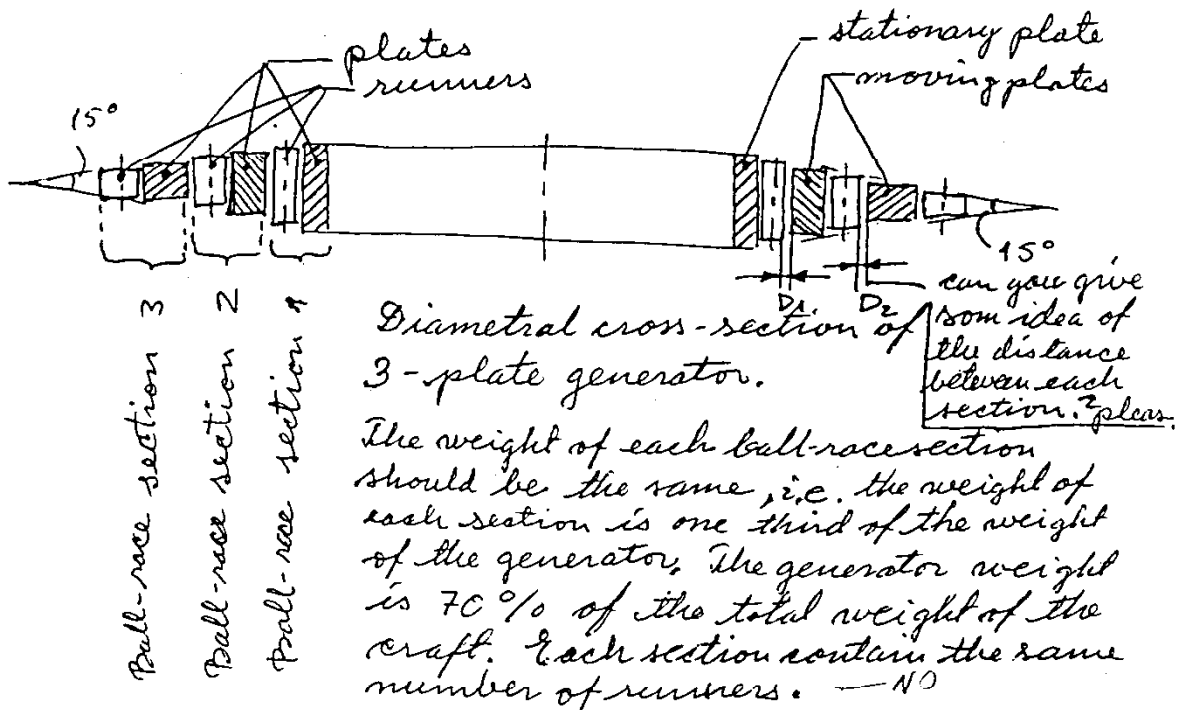 plates
runners
stationary plate
moving plates
15°
15°
D1
D2
can you give
som idea of
the distance
between each
section.? pleas.
Ball-race section 3
Ball-race section 2
Ball-race section 1
Diametral cross-section of
3-plate generator.
The weight of each ball-race section
should be the same, i.e. the weight of
each section is one third of the weight
of the generator. The generator weight
is 70% of the total weight of the
craft. Each section contain the same
number of runners. — NO